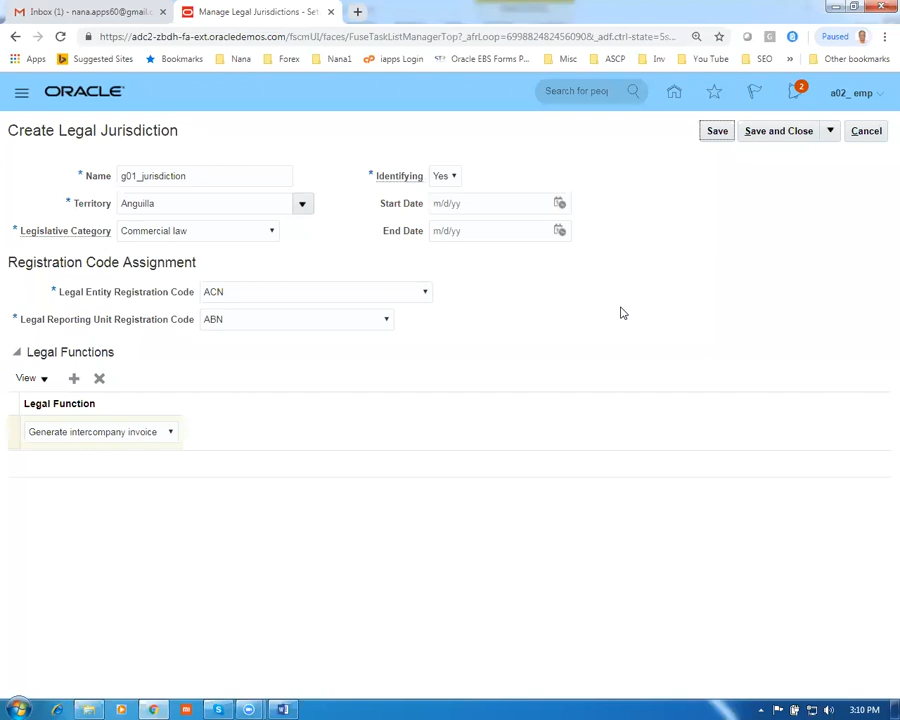 Inbox (1) - nana.apps60@gmail.c
Manage Legal Jurisdictions - Set
https://adc2-zbdh-fa-ext.oracledemos.com/fscmUI/faces/FuseTaskListManagerTop?_afrLoop=6998824824560908&_adf.ctrl-state=5s...
Paused
Apps
Suggested Sites
Bookmarks
Nana
Forex
Nana1
iapps Login
Oracle EBS Forms P...
Misc
ASCP
Inv
You Tube
SEO
»
Other bookmarks
ORACLE
Search for peop
2
a02_ emp
Create Legal Jurisdiction
Save
Save and Close
Cancel
* Name g01_jurisdiction
* Identifying Yes
* Territory Anguilla
Start Date m/d/yy
* Legislative Category Commercial law
End Date m/d/yy
Registration Code Assignment
* Legal Entity Registration Code ACN
* Legal Reporting Unit Registration Code ABN
Legal Functions
View
Legal Function
Generate intercompany invoice
3:10 PM